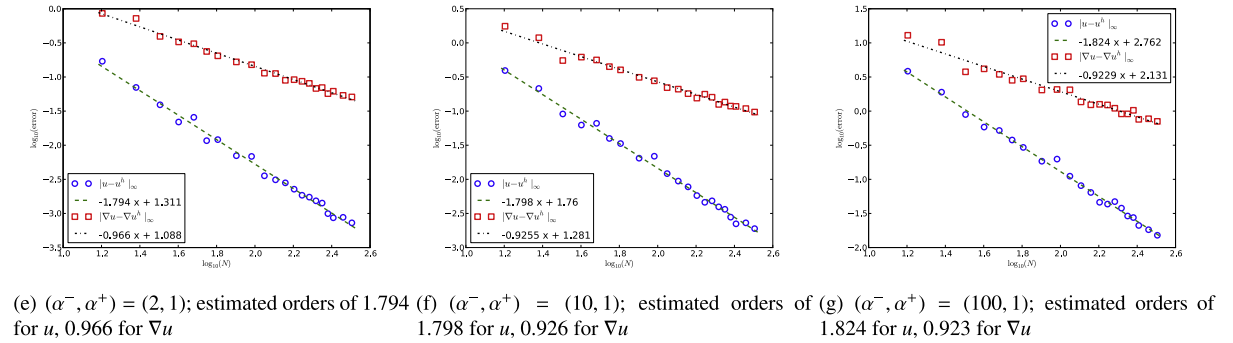 0.0
−0.5
−1.0
−1.5
−2.0
−2.5
−3.0
−3.5
log₁₀(error)
|u−uʰ|∞
-1.794 x + 1.311
|∇u−∇uʰ|∞
-0.966 x + 1.088
1.0 1.2 1.4 1.6 1.8 2.0 2.2 2.4 2.6
log₁₀(N)
0.5
0.0
−0.5
−1.0
−1.5
−2.0
−2.5
−3.0
log₁₀(error)
|u−uʰ|∞
-1.798 x + 1.76
|∇u−∇uʰ|∞
-0.9255 x + 1.281
1.0 1.2 1.4 1.6 1.8 2.0 2.2 2.4 2.6
log₁₀(N)
1.5
1.0
0.5
0.0
−0.5
−1.0
−1.5
−2.0
log₁₀(error)
|u−uʰ|∞
-1.824 x + 2.762
|∇u−∇uʰ|∞
-0.9229 x + 2.131
1.0 1.2 1.4 1.6 1.8 2.0 2.2 2.4 2.6
log₁₀(N)
(e) (α⁻, α⁺) = (2, 1); estimated orders of 1.794
for u, 0.966 for ∇u
(f) (α⁻, α⁺) = (10, 1); estimated orders of
1.798 for u, 0.926 for ∇u
(g) (α⁻, α⁺) = (100, 1); estimated orders of
1.824 for u, 0.923 for ∇u